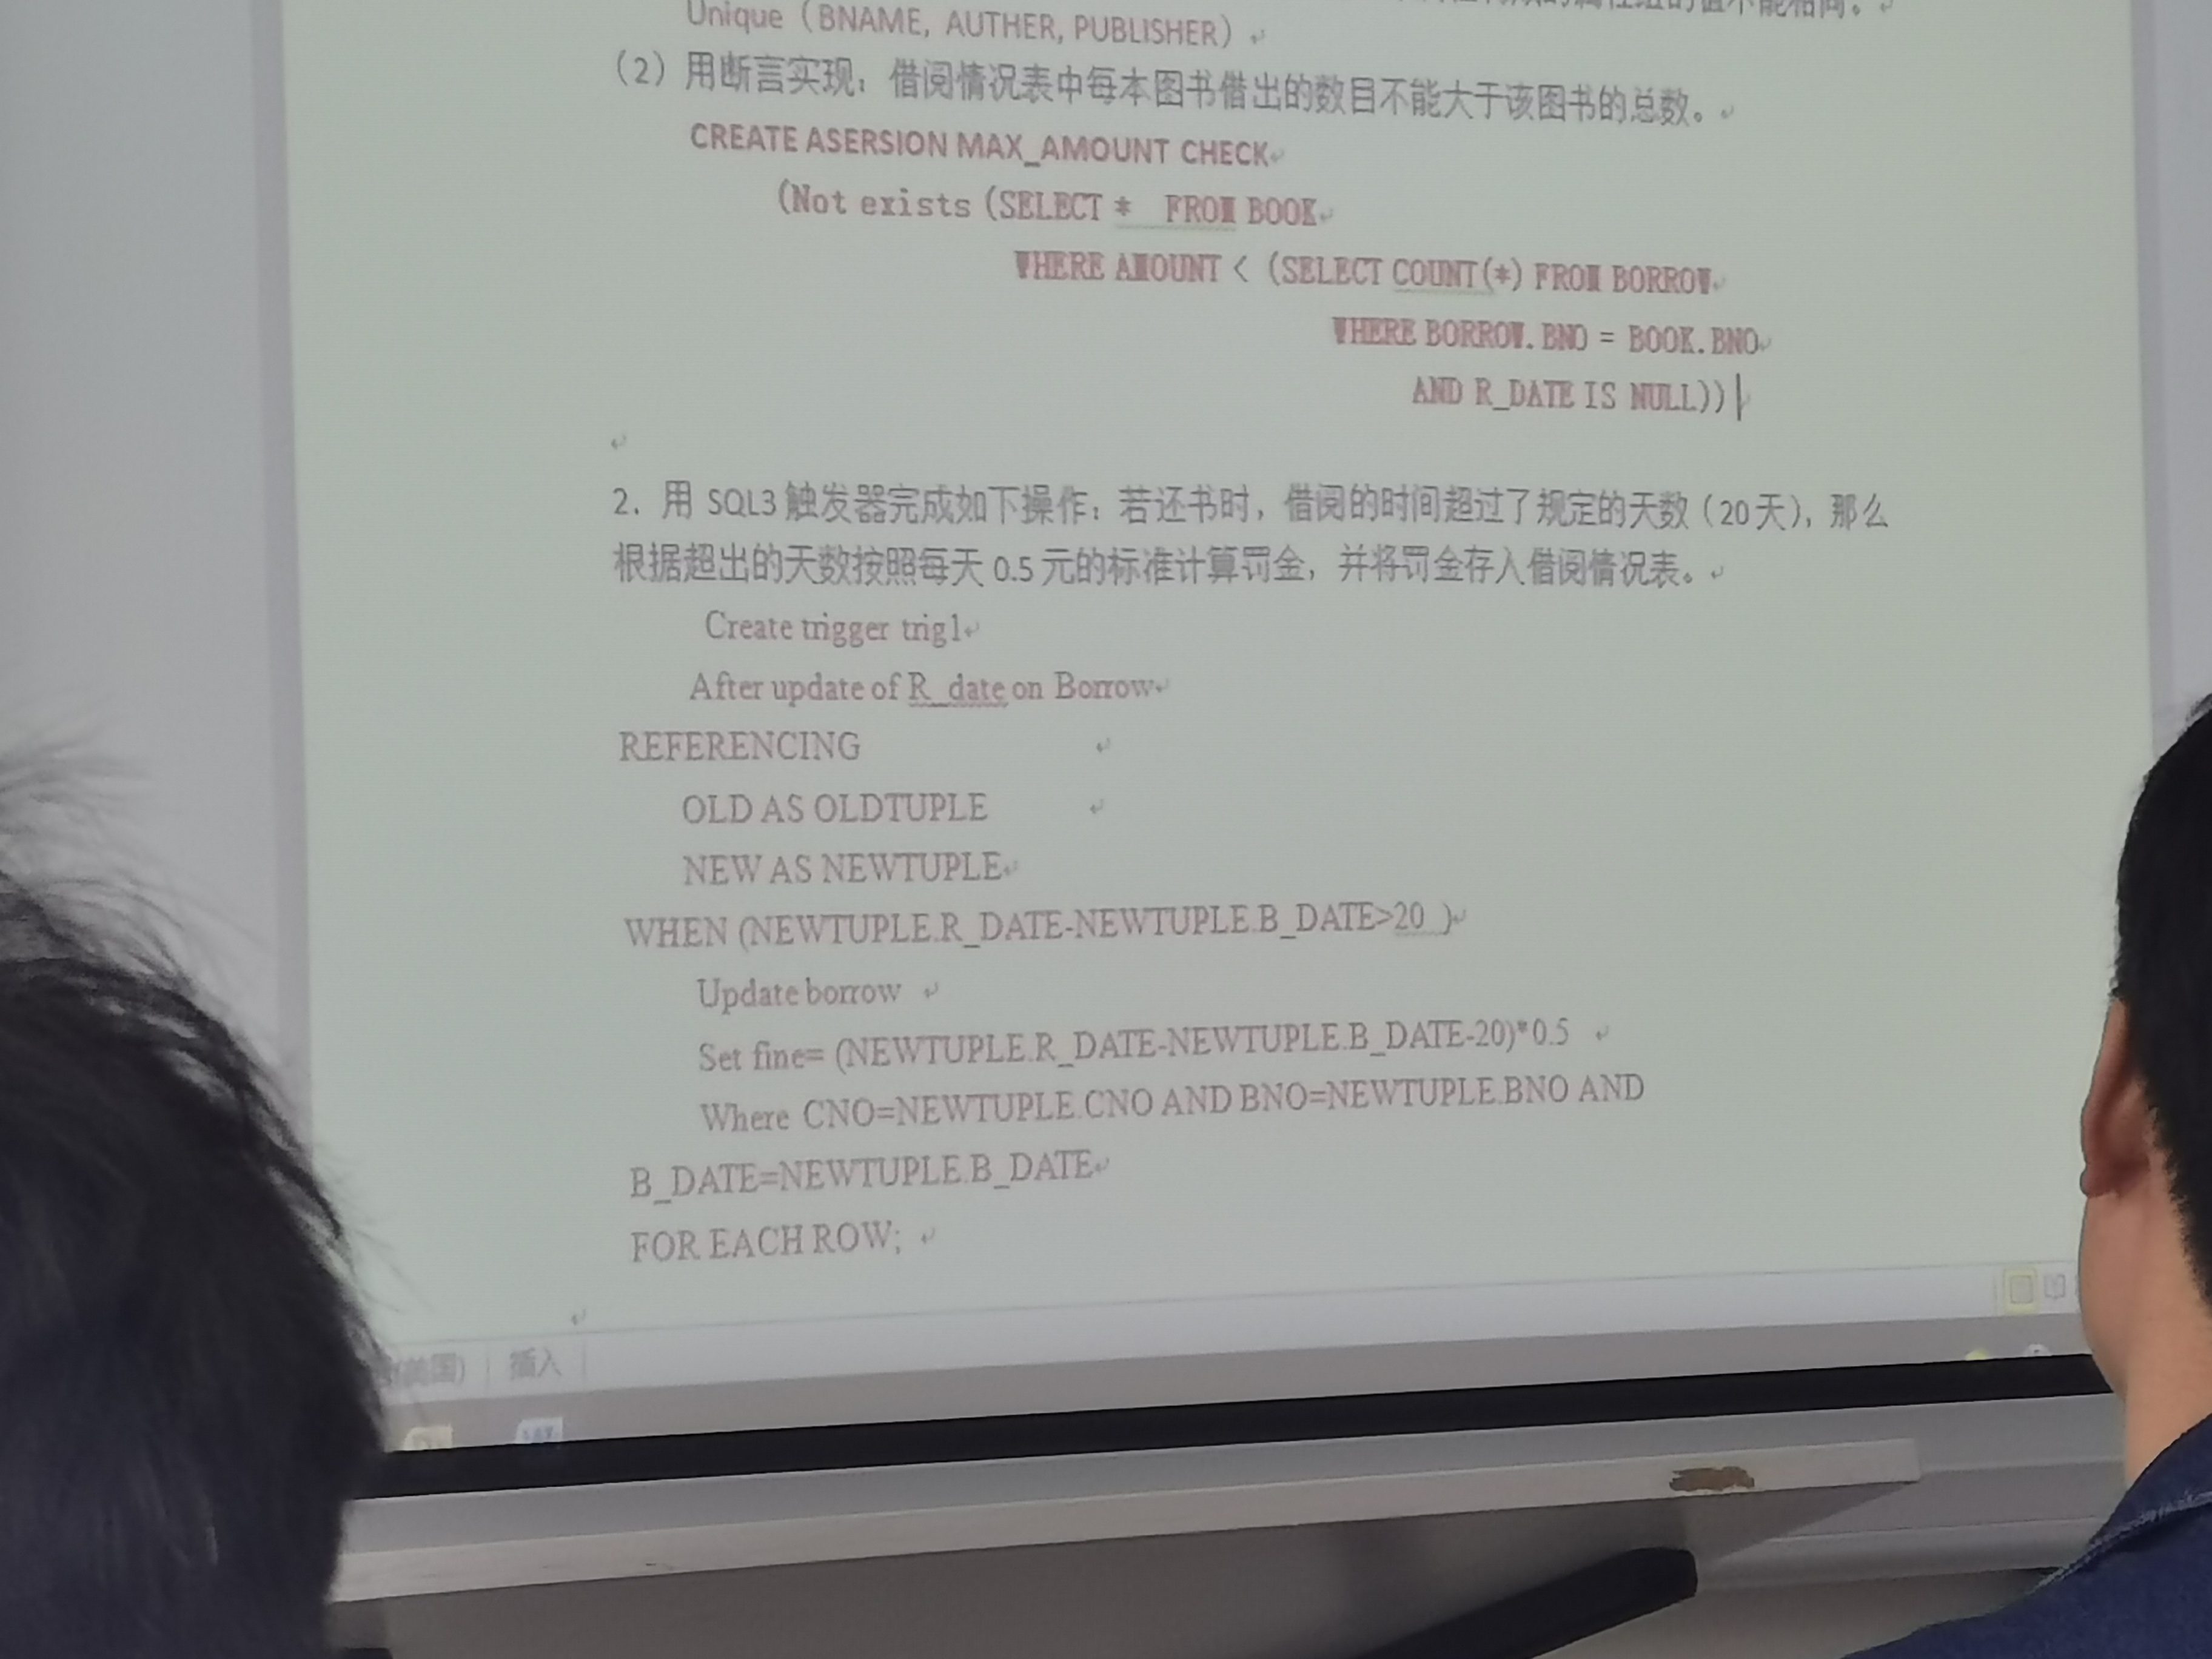 的值不能相同。
Unique（BNAME, AUTHER, PUBLISHER）
（2）用断言实现：借阅情况表中每本图书借出的数目不能大于该图书的总数。
CREATE ASERSION MAX_AMOUNT CHECK
(Not exists (SELECT * FROM BOOK
WHERE AMOUNT < (SELECT COUNT(*) FROM BORROW
WHERE BORROW.BNO = BOOK.BNO
AND R_DATE IS NULL))
2. 用 SQL3 触发器完成如下操作：若还书时，借阅的时间超过了规定的天数（20天），那么
根据超出的天数按照每天 0.5 元的标准计算罚金，并将罚金存入借阅情况表。
Create trigger trig1
After update of R_date on Borrow
REFERENCING
OLD AS OLDTUPLE
NEW AS NEWTUPLE
WHEN (NEWTUPLE.R_DATE-NEWTUPLE.B_DATE>20 )
Update borrow
Set fine= (NEWTUPLE.R_DATE-NEWTUPLE.B_DATE-20)*0.5
Where CNO=NEWTUPLE.CNO AND BNO=NEWTUPLE.BNO AND
B_DATE=NEWTUPLE.B_DATE
FOR EACH ROW;
(美国) 插入